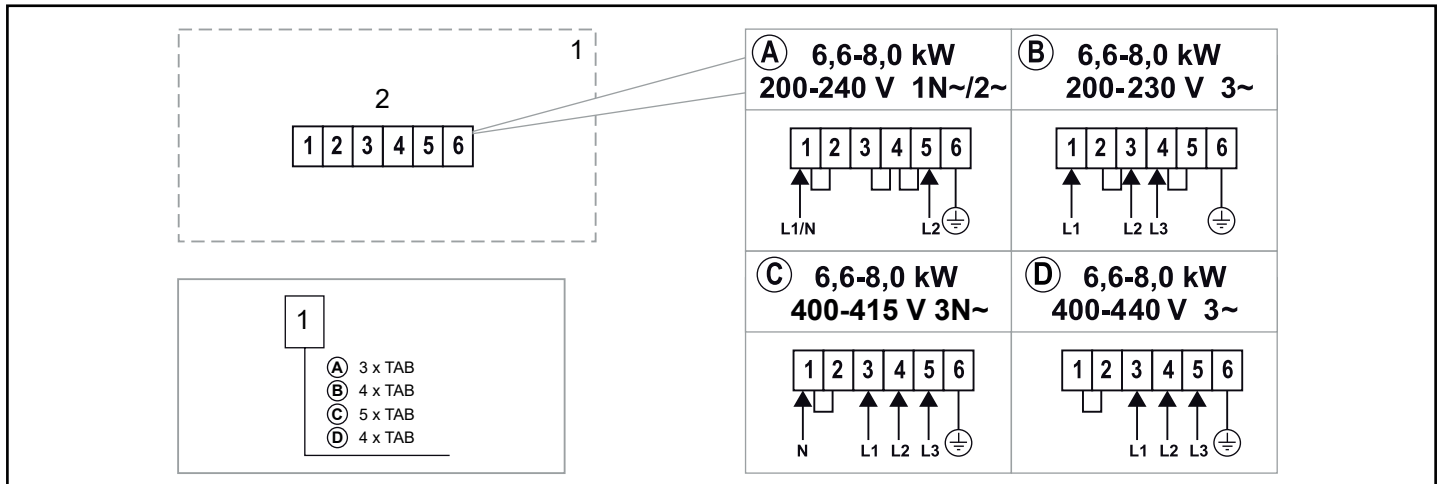 1
2
1 2 3 4 5 6
1
A 3 x TAB
B 4 x TAB
C 5 x TAB
D 4 x TAB
A 6,6-8,0 kW
200-240 V 1N~/2~
1 2 3 4 5 6
L1/N L2
B 6,6-8,0 kW
200-230 V 3~
1 2 3 4 5 6
L1 L2 L3
C 6,6-8,0 kW
400-415 V 3N~
1 2 3 4 5 6
N L1 L2 L3
D 6,6-8,0 kW
400-440 V 3~
1 2 3 4 5 6
L1 L2 L3